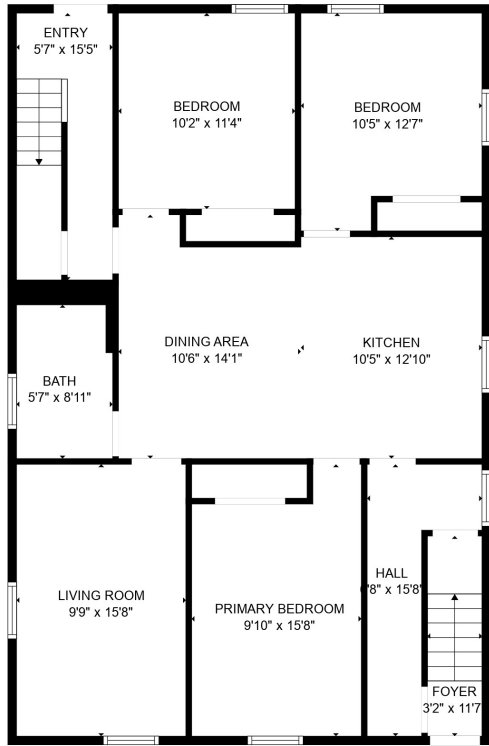 ENTRY
5'7" x 15'5"
BEDROOM
10'2" x 11'4"
BEDROOM
10'5" x 12'7"
DINING AREA
10'6" x 14'1"
KITCHEN
10'5" x 12'10"
BATH
5'7" x 8'11"
LIVING ROOM
9'9" x 15'8"
PRIMARY BEDROOM
9'10" x 15'8"
HALL
x 15'8"
FOYER
3'2" x 11'7